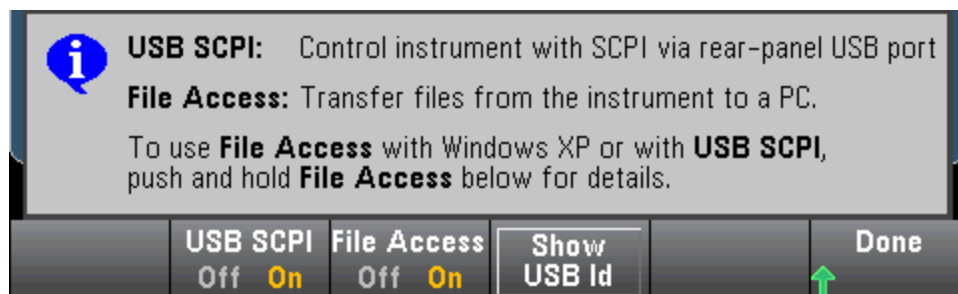 USB SCPI: Control instrument with SCPI via rear-panel USB port
File Access: Transfer files from the instrument to a PC.
To use File Access with Windows XP or with USB SCPI,
push and hold File Access below for details.
USB SCPI File Access Show Done
Off On Off On USB Id